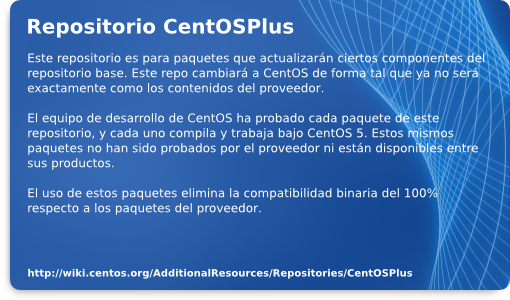 Repositorio CentOSPlus
Este repositorio es para paquetes que actualizarán ciertos componentes del
repositorio base. Este repo cambiará a CentOS de forma tal que ya no será
exactamente como los contenidos del proveedor.
El equipo de desarrollo de CentOS ha probado cada paquete de este
repositorio, y cada uno compila y trabaja bajo CentOS 5. Estos mismos
paquetes no han sido probados por el proveedor ni están disponibles entre
sus productos.
El uso de estos paquetes elimina la compatibilidad binaria del 100%
respecto a los paquetes del proveedor.
http://wiki.centos.org/AdditionalResources/Repositories/CentOSPlus